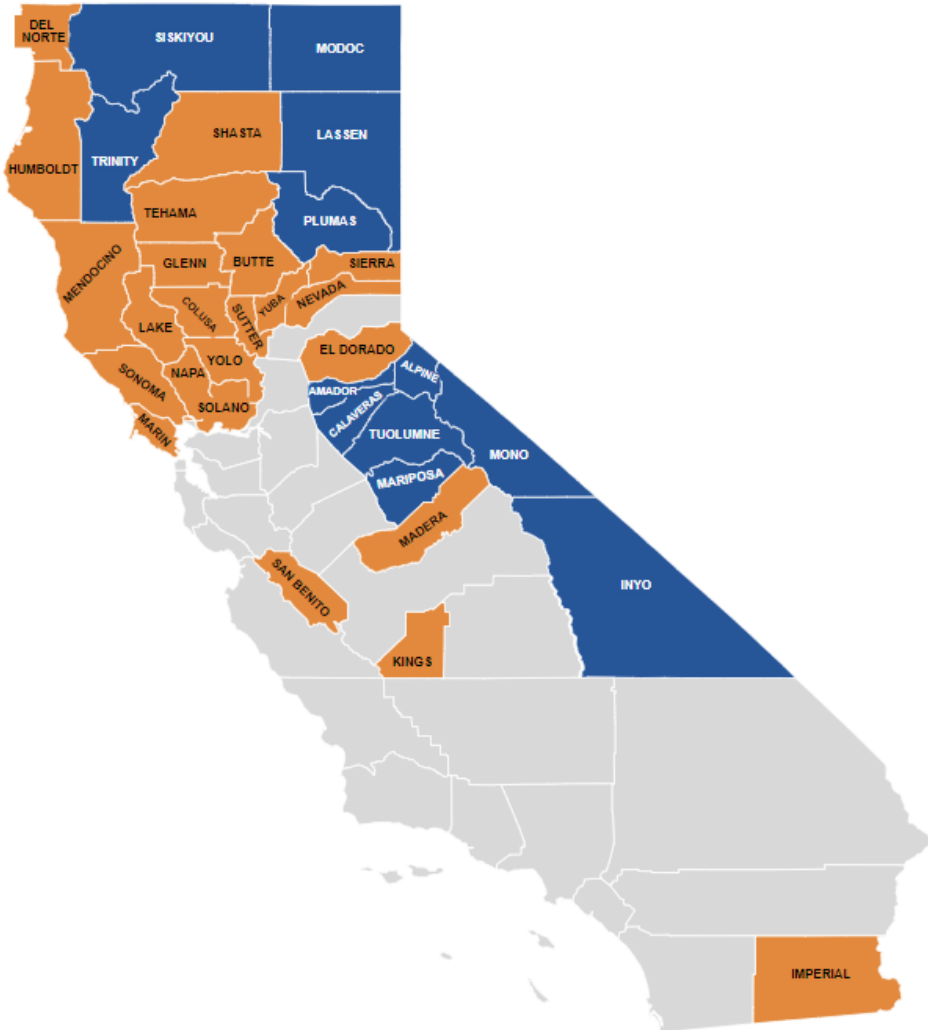 DEL
NORTE
SISKIYOU
MODOC
SHASTA
LASSEN
HUMBOLDT
TRINITY
TEHAMA
PLUMAS
MENDOCINO
GLENN
BUTTE
SIERRA
NEVADA
COLUSA
YUBA
SUTTER
LAKE
EL DORADO
YOLO
NAPA
ALPINE
SONOMA
AMADOR
SOLANO
CALAVERAS
MARIN
TUOLUMNE
MONO
MARIPOSA
MADERA
SAN BENITO
INYO
KINGS
IMPERIAL